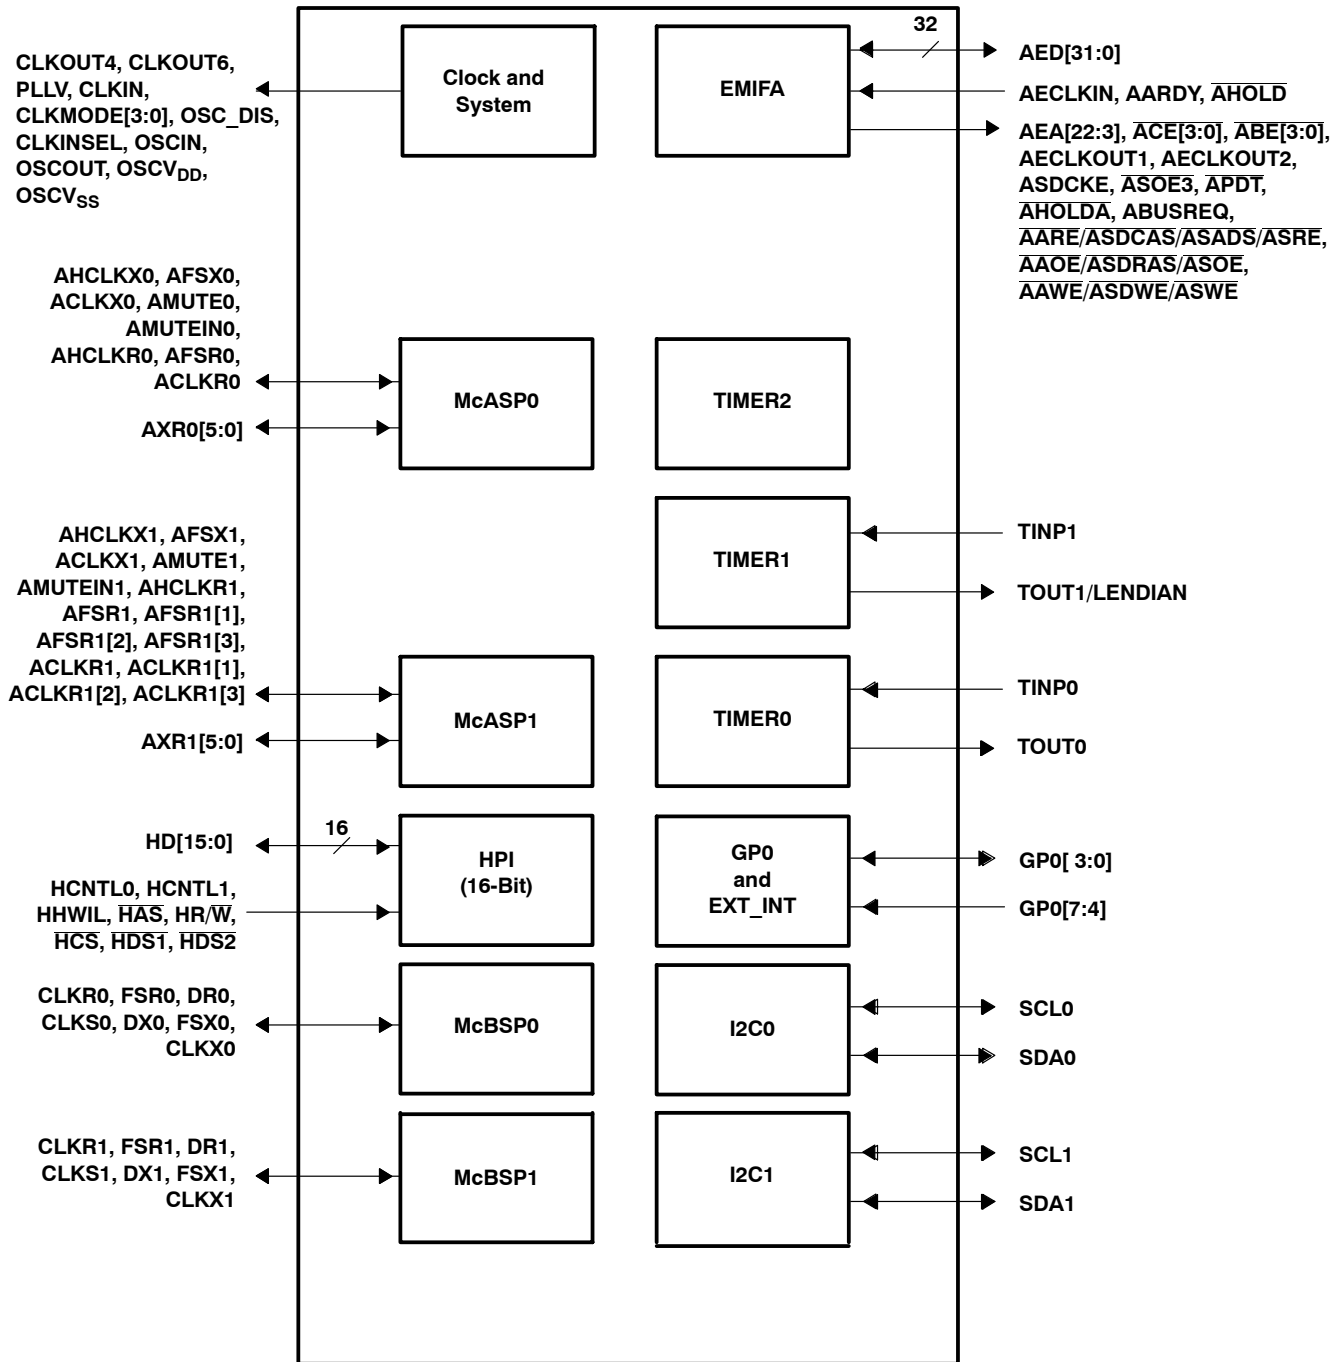 CLKOUT4, CLKOUT6,
PLLV, CLKIN,
CLKMODE[3:0], OSC_DIS,
CLKINSEL, OSCIN,
OSCOUT, OSCVDD,
OSCVSS
Clock and
System
EMIFA
32
AED[31:0]
AECLKIN, AARDY, AHOLD
AEA[22:3], ACE[3:0], ABE[3:0],
AECLKOUT1, AECLKOUT2,
ASDCKE, ASOE3, APDT,
AHOLDA, ABUSREQ,
AARE/ASDCAS/ASADS/ASRE,
AAOE/ASDRAS/ASOE,
AAWE/ASDWE/ASWE
AHCLKX0, AFSX0,
ACLKX0, AMUTE0,
AMUTEIN0,
AHCLKR0, AFSR0,
ACLKR0
AXR0[5:0]
McASP0
TIMER2
AHCLKX1, AFSX1,
ACLKX1, AMUTE1,
AMUTEIN1, AHCLKR1,
AFSR1, AFSR1[1],
AFSR1[2], AFSR1[3],
ACLKR1, ACLKR1[1],
ACLKR1[2], ACLKR1[3]
AXR1[5:0]
McASP1
TIMER1
TINP1
TOUT1/LENDIAN
TIMER0
TINP0
TOUT0
HD[15:0]
16
HCNTL0, HCNTL1,
HHWIL, HAS, HR/W,
HCS, HDS1, HDS2
HPI
(16-Bit)
GP0
and
EXT_INT
GP0[ 3:0]
GP0[7:4]
CLKR0, FSR0, DR0,
CLKS0, DX0, FSX0,
CLKX0
McBSP0
I2C0
SCL0
SDA0
CLKR1, FSR1, DR1,
CLKS1, DX1, FSX1,
CLKX1
McBSP1
I2C1
SCL1
SDA1